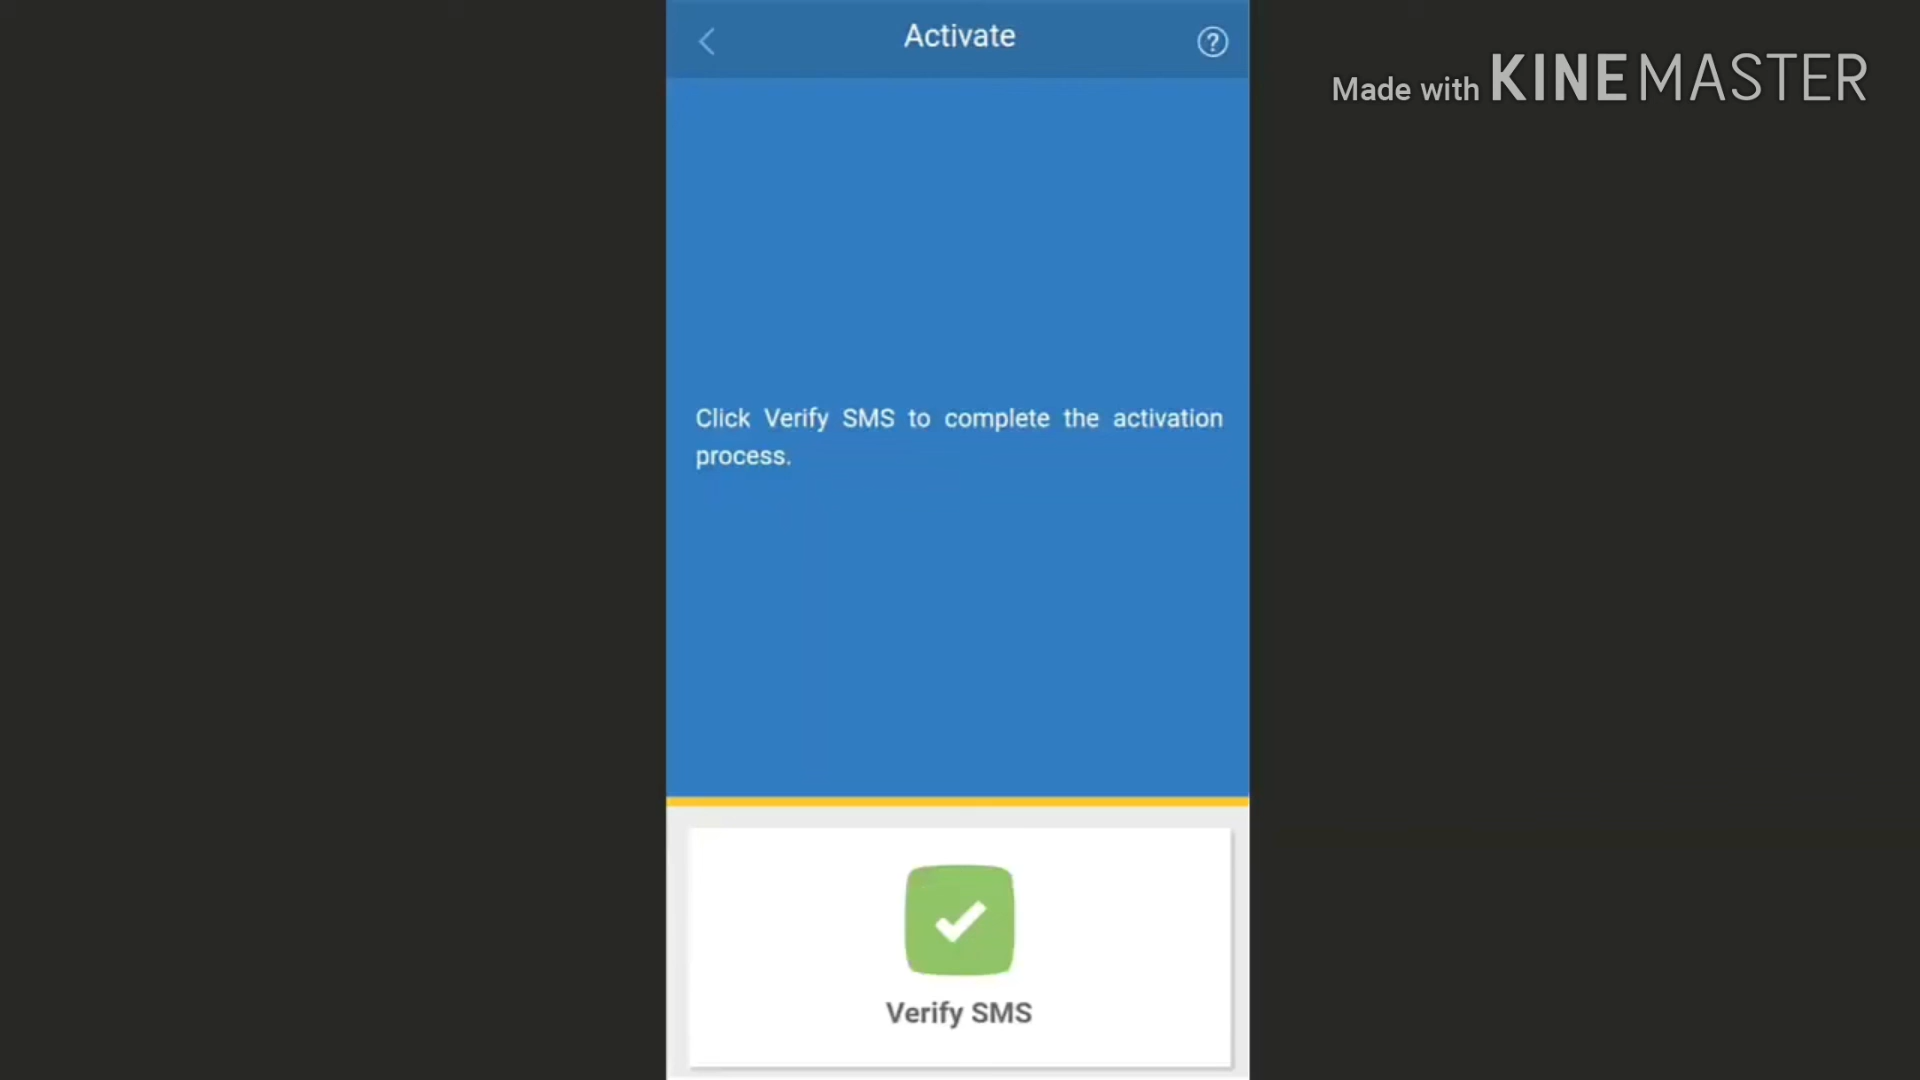 Activate
?
Made with KINEMASTER
Click Verify SMS to complete the activation
process.
Verify SMS